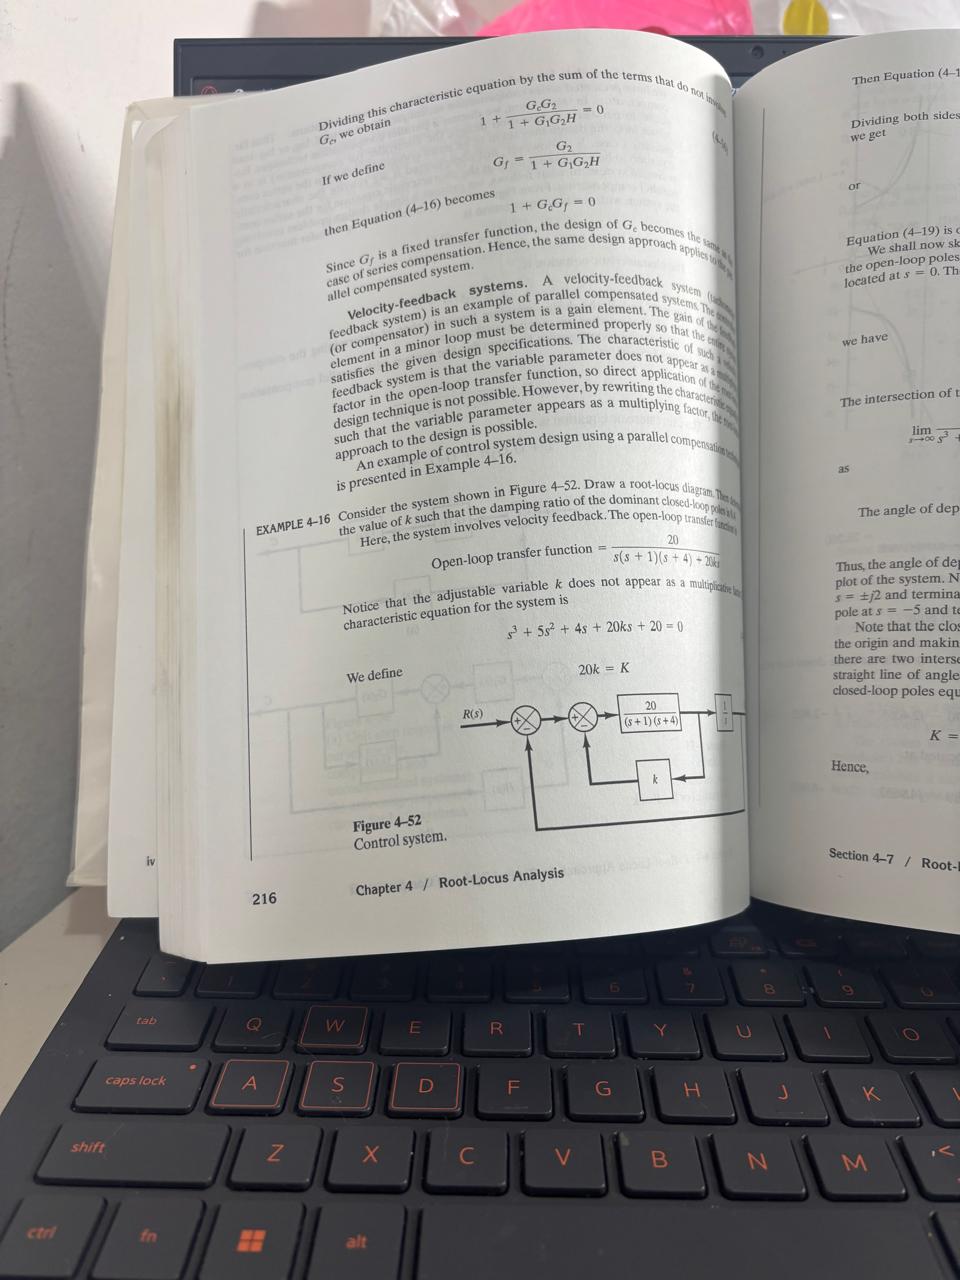 Dividing this characteristic equation by the sum of the terms that do not
G_c, we obtain
1 + G_cG_2 / (1 + G_1G_2H) = 0
If we define
G_f = G_2 / (1 + G_1G_2H)
then Equation (4–16) becomes
1 + G_cG_f = 0
Since G_f is a fixed transfer function, the design of G_c becomes the same
case of series compensation. Hence, the same design approach applies to the
allel compensated system.
Velocity-feedback systems. A velocity-feedback system
feedback system) is an example of parallel compensated systems. The
(or compensator) in such a system is a gain element. The gain of the
element in a minor loop must be determined properly so that the
satisfies the given design specifications. The characteristic of such a
feedback system is that the variable parameter does not appear as a
factor in the open-loop transfer function, so direct application of the
design technique is not possible. However, by rewriting the characteristic
such that the variable parameter appears as a multiplying factor, the
approach to the design is possible.
An example of control system design using a parallel compensation
is presented in Example 4–16.
EXAMPLE 4–16 Consider the system shown in Figure 4–52. Draw a root-locus diagram. Then
the value of k such that the damping ratio of the dominant closed-loop poles
Here, the system involves velocity feedback. The open-loop transfer
Open-loop transfer function = 20 / (s(s + 1)(s + 4) + 20ks)
Notice that the adjustable variable k does not appear as a multiplicative
characteristic equation for the system is
s³ + 5s² + 4s + 20ks + 20 = 0
We define
20k = K
R(s)
+
−
+
−
20
(s+1)(s+4)
1
s
k
Figure 4–52
Control system.
216
Chapter 4 / Root-Locus Analysis
iv
Then Equation (4–1
Dividing both sides
we get
or
Equation (4–19) is
We shall now sk
the open-loop poles
located at s = 0. Th
we have
The intersection of t
lim
s→∞ s³ +
as
The angle of dep
Thus, the angle of dep
plot of the system. N
s = ±j2 and termina
pole at s = −5 and te
Note that the clos
the origin and makin
there are two interse
straight line of angle
closed-loop poles equ
K =
Hence,
Section 4–7 / Root-
tab
Q
W
E
R
T
Y
U
I
O
caps lock
A
S
D
F
G
H
J
K
shift
Z
X
C
V
B
N
M
, <
ctrl
fn
alt
6
&
7
*
8
(
9